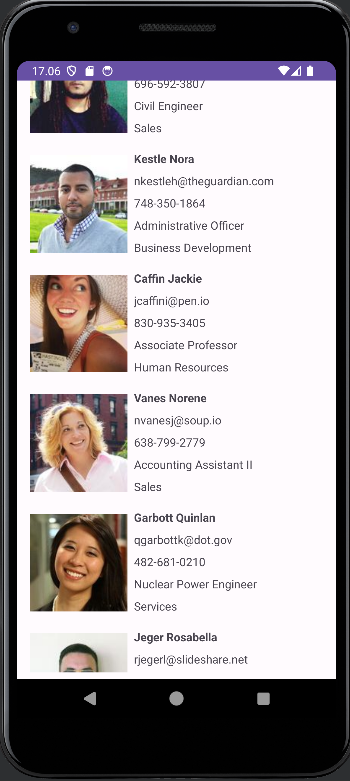 17.06
696-592-3807
Civil Engineer
Sales
Kestle Nora
nkestleh@theguardian.com
748-350-1864
Administrative Officer
Business Development
Caffin Jackie
jcaffini@pen.io
830-935-3405
Associate Professor
Human Resources
Vanes Norene
nvanesj@soup.io
638-799-2779
Accounting Assistant II
Sales
Garbott Quinlan
qgarbottk@dot.gov
482-681-0210
Nuclear Power Engineer
Services
Jeger Rosabella
rjegerl@slideshare.net